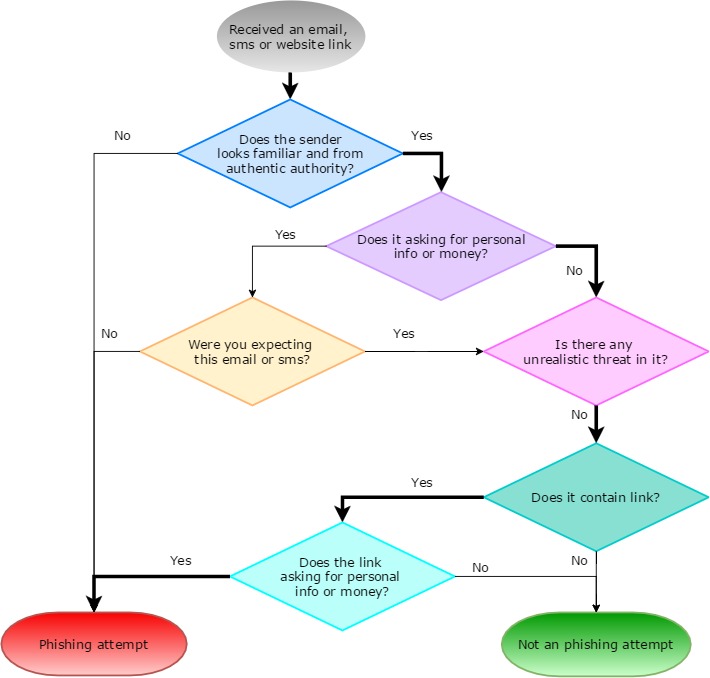 Received an email,
sms or website link
No
Yes
Does the sender
looks familiar and from
authentic authority?
Yes
Does it asking for personal
info or money?
No
No
Were you expecting
this email or sms?
Yes
Is there any
unrealistic threat in it?
No
Yes
Does it contain link?
Yes
Does the link
asking for personal
info or money?
No
No
Phishing attempt
Not an phishing attempt